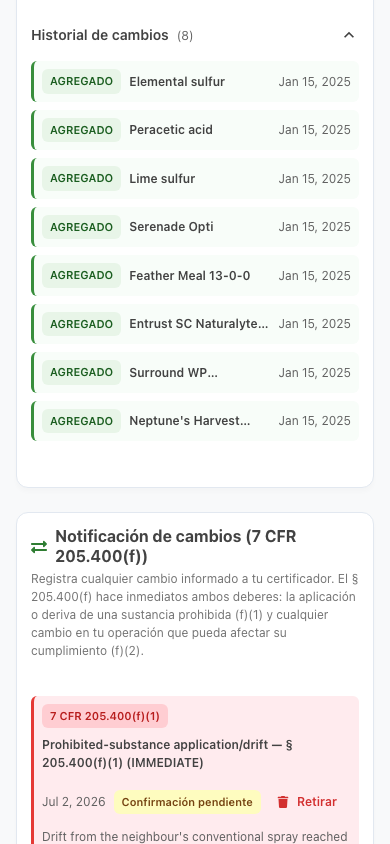 Historial de cambios (8)
AGREGADO Elemental sulfur Jan 15, 2025
AGREGADO Peracetic acid Jan 15, 2025
AGREGADO Lime sulfur Jan 15, 2025
AGREGADO Serenade Opti Jan 15, 2025
AGREGADO Feather Meal 13-0-0 Jan 15, 2025
AGREGADO Entrust SC Naturalyte... Jan 15, 2025
AGREGADO Surround WP... Jan 15, 2025
AGREGADO Neptune's Harvest... Jan 15, 2025
Notificación de cambios (7 CFR
205.400(f))
Registra cualquier cambio informado a tu certificador. El §
205.400(f) hace inmediatos ambos deberes: la aplicación
o deriva de una sustancia prohibida (f)(1) y cualquier
cambio en tu operación que pueda afectar su
cumplimiento (f)(2).
7 CFR 205.400(f)(1)
Prohibited-substance application/drift — §
205.400(f)(1) (IMMEDIATE)
Jul 2, 2026 Confirmación pendiente Retirar
Drift from the neighbour's conventional spray reached